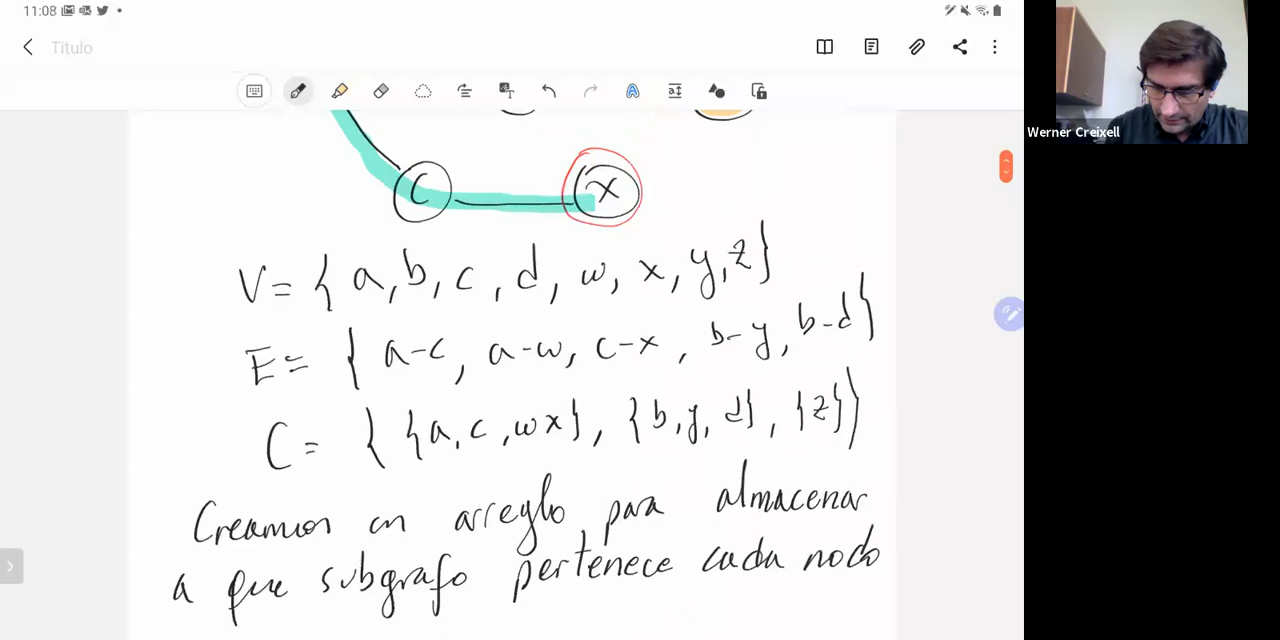 11:08
Título
Werner Creixell
C
X
V= { a, b, c, d, w, x, y, z }
E= { a-c, a-w, c-x, b-y, b-d }
C= { {a, c, w x}, {b, y, d}, {z} }
Creamos un arreglo para almacenar
a que subgrafo pertenece cada nodo